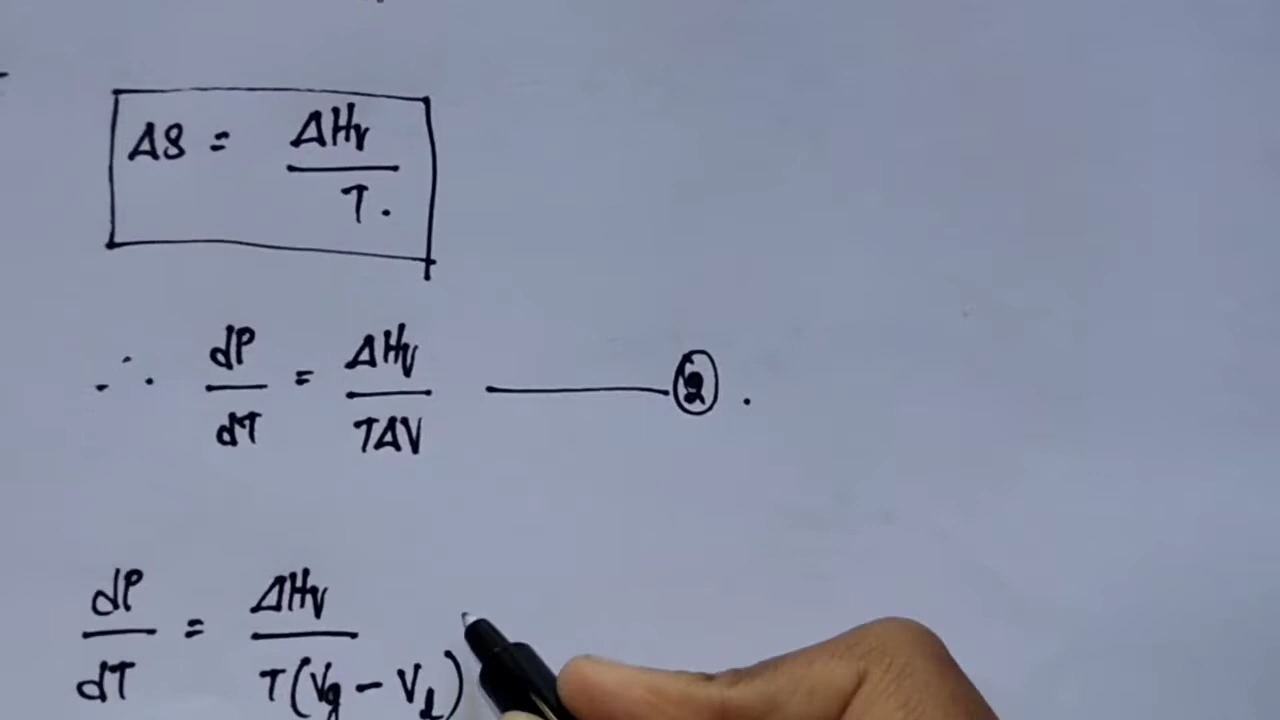 ΔS = ΔHv / T.
∴ dP/dT = ΔHv / TΔV ——— ② .
dP/dT = ΔHv / T(Vg − Vl)